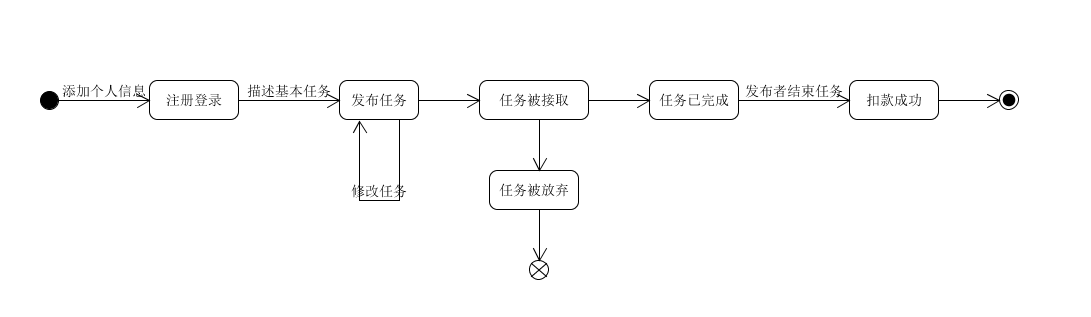 添加个人信息
注册登录
描述基本任务
发布任务
任务被接取
任务已完成
发布者结束任务
扣款成功
修改任务
任务被放弃